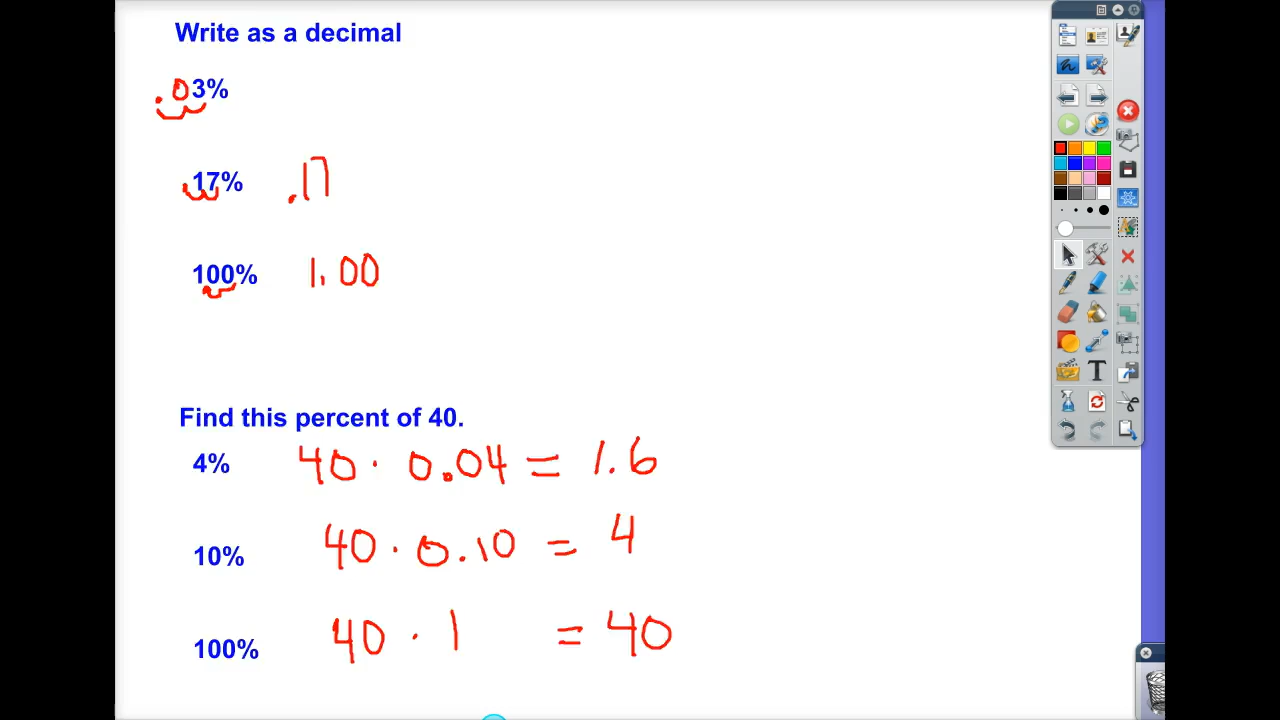 Write as a decimal
.03%
17% .17
100% 1.00
Find this percent of 40.
4% 40 · 0.04 = 1.6
10% 40 · 0.10 = 4
100% 40 · 1 = 40